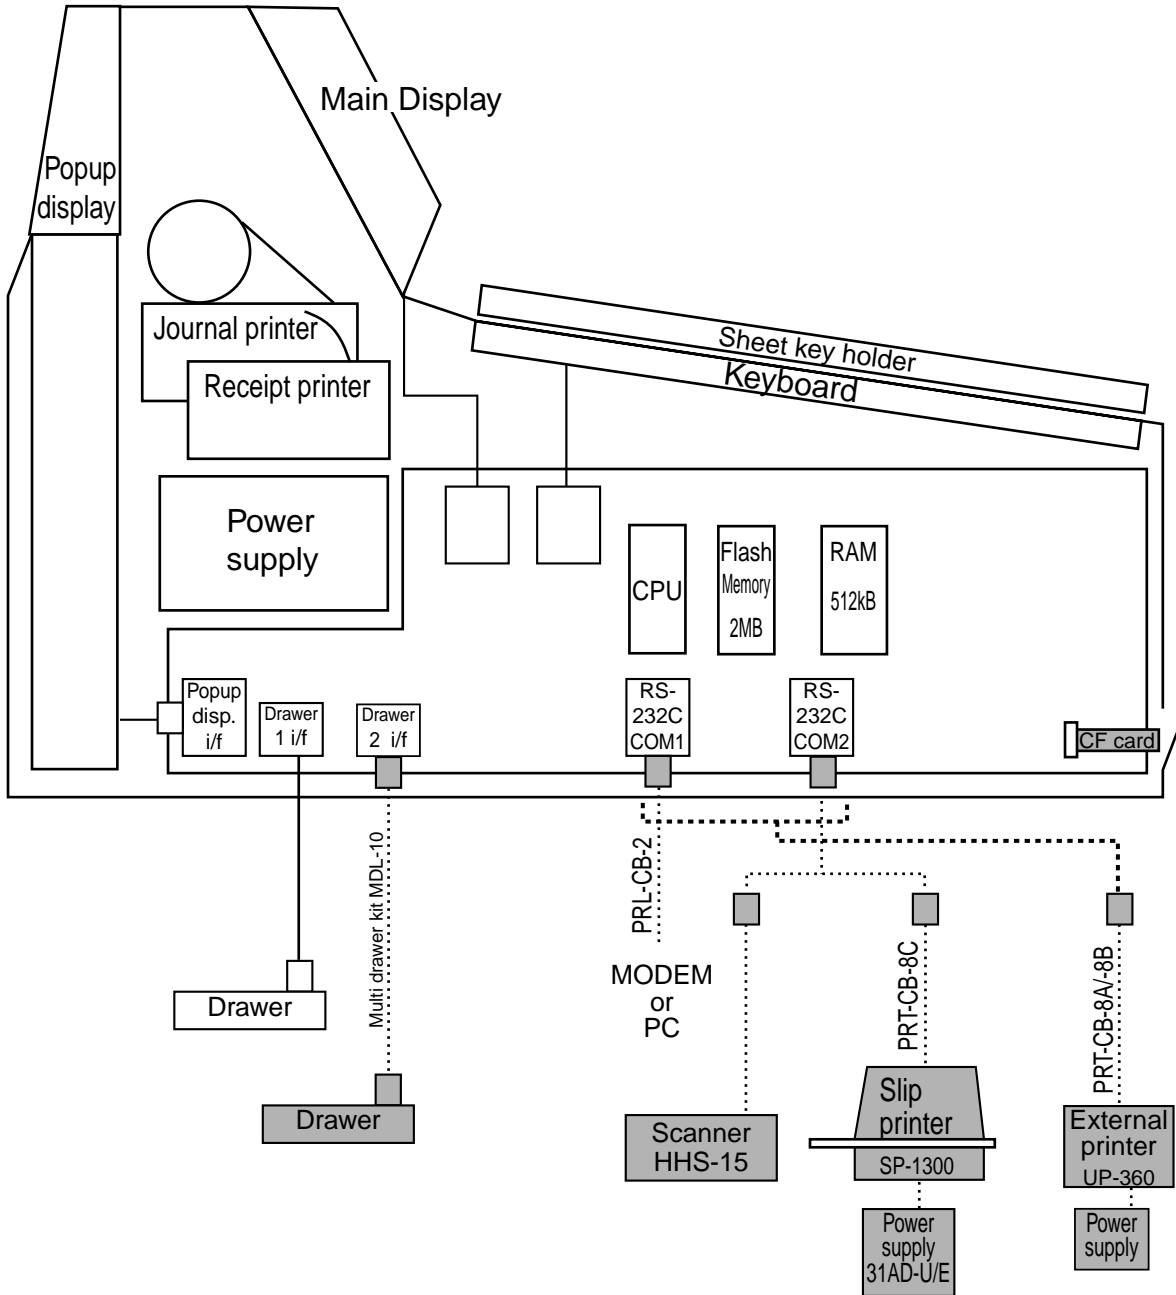 Main Display
Popup
display
Journal printer
Receipt printer
Sheet key holder
Keyboard
Power
supply
CPU
Flash
Memory
2MB
RAM
512kB
Popup
disp.
i/f
Drawer
1 i/f
Drawer
2 i/f
RS-
232C
COM1
RS-
232C
COM2
CF card
Multi drawer kit MDL-10
PRL-CB-2
PRT-CB-8C
PRT-CB-8A/-8B
MODEM
or
PC
Drawer
Drawer
Scanner
HHS-15
Slip
printer
SP-1300
External
printer
UP-360
Power
supply
31AD-U/E
Power
supply